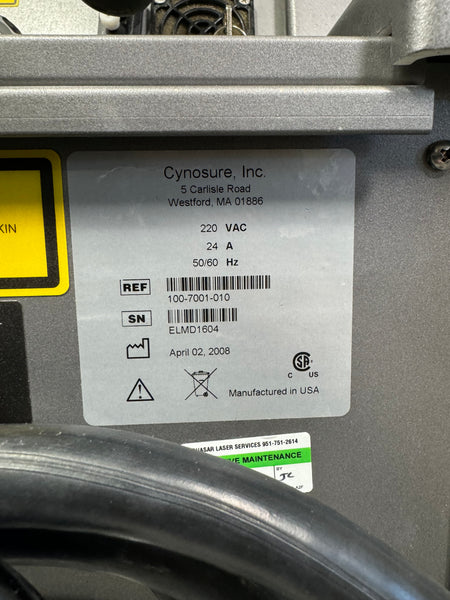 KIN
Cynosure, Inc.
5 Carlisle Road
Westford, MA 01886
220 VAC
24 A
50/60 Hz
REF
100-7001-010
SN
ELMD1604
April 02, 2008
C US
Manufactured in USA
LASER SERVICES 951-751-2614
MAINTENANCE
BY
JC